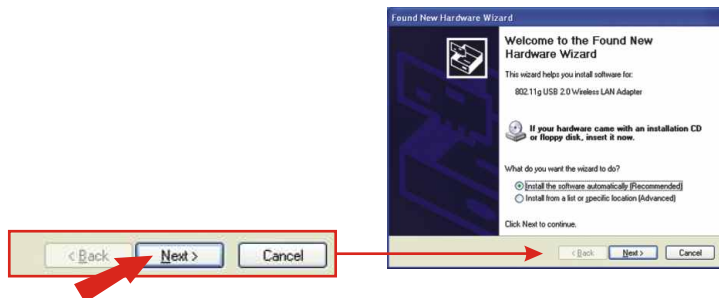 Found New Hardware Wizard
Welcome to the Found New
Hardware Wizard
This wizard helps you install software for:
802.11g USB 2.0 Wireless LAN Adapter
If your hardware came with an installation CD
or floppy disk, insert it now.
What do you want the wizard to do?
Install the software automatically (Recommended)
Install from a list or specific location (Advanced)
Click Next to continue.
< Back Next > Cancel
< Back Next > Cancel